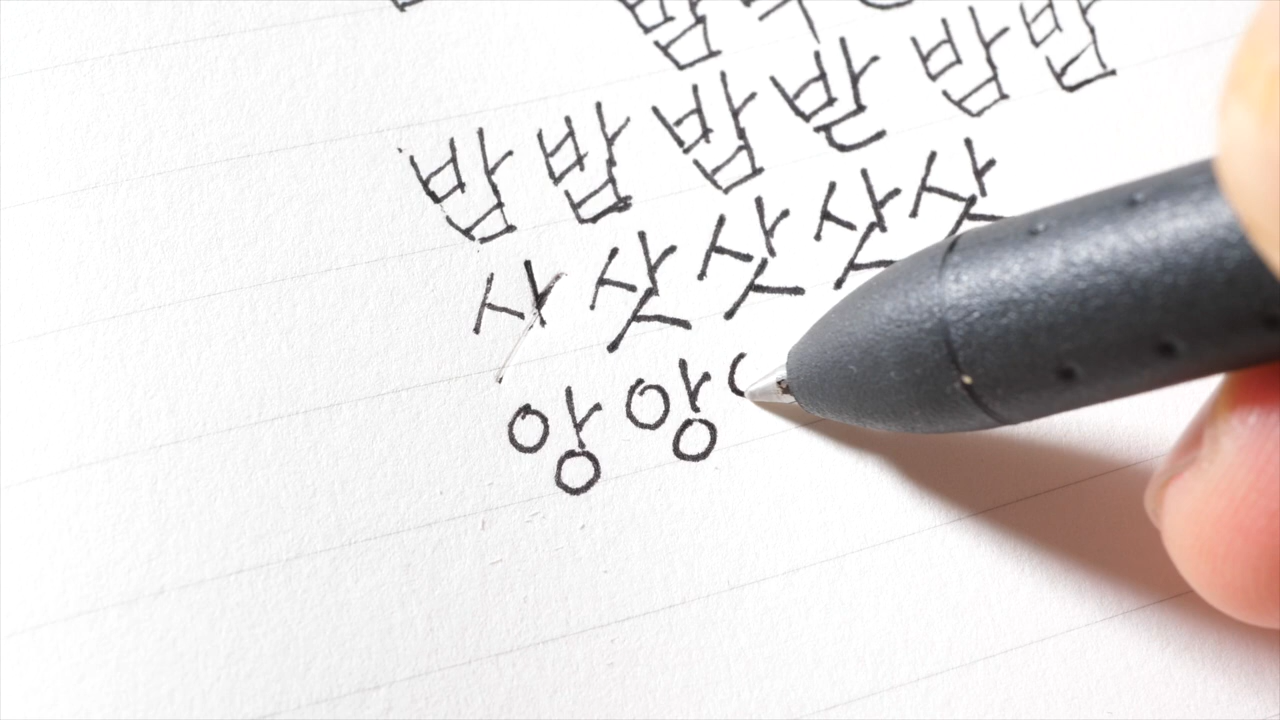 밥 밥 밥 밥 밥
사 삿 삿 삿 삿
앙 앙